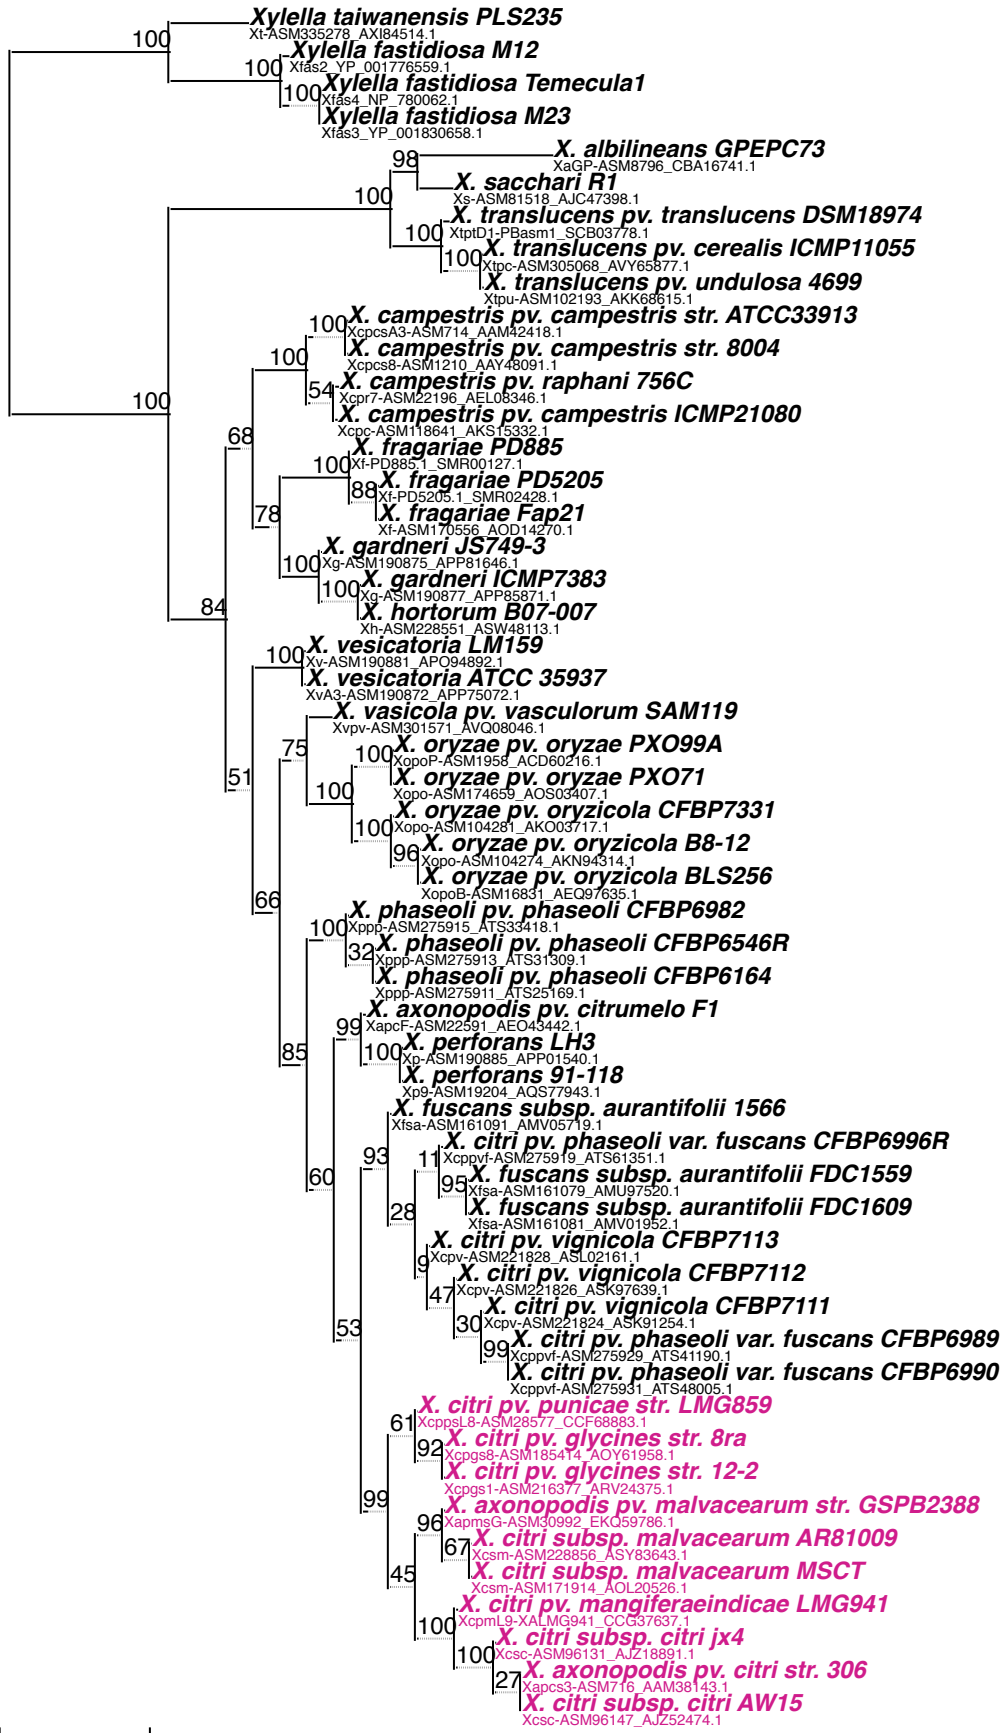 Xylella taiwanensis PLS235
Xt-ASM335278_AXI84514.1
100
Xylella fastidiosa M12
Xfas2_YP_001776559.1
100
Xylella fastidiosa Temecula1
Xfas4_NP_780062.1
100
Xylella fastidiosa M23
Xfas3_YP_001830658.1
X. albilineans GPEPC73
XaGP-ASM8796_CBA16741.1
98
X. sacchari R1
Xs-ASM81518_AJC47398.1
100
X. translucens pv. translucens DSM18974
XtptD1-PBasm1_SCB03778.1
100
X. translucens pv. cerealis ICMP11055
Xtpc-ASM305068_AVY65877.1
100
X. translucens pv. undulosa 4699
Xtpu-ASM102193_AKK68615.1
X. campestris pv. campestris str. ATCC33913
XcpcsA3-ASM714_AAM42418.1
100
X. campestris pv. campestris str. 8004
Xcpcs8-ASM1210_AAY48091.1
100
X. campestris pv. raphani 756C
Xcpr7-ASM22196_AEL08346.1
54
X. campestris pv. campestris ICMP21080
Xcpc-ASM118641_AKS15332.1
100
68
X. fragariae PD885
Xf-PD885.1_SMR00127.1
100
X. fragariae PD5205
Xf-PD5205.1_SMR02428.1
88
X. fragariae Fap21
Xf-ASM170556_AOD14270.1
78
X. gardneri JS749-3
Xg-ASM190875_APP81646.1
100
X. gardneri ICMP7383
Xg-ASM190877_APP85871.1
100
X. hortorum B07-007
Xh-ASM228551_ASW48113.1
84
X. vesicatoria LM159
Xv-ASM190881_APO94892.1
100
X. vesicatoria ATCC 35937
XvA3-ASM190872_APP75072.1
X. vasicola pv. vasculorum SAM119
Xvpv-ASM301571_AVQ08046.1
75
X. oryzae pv. oryzae PXO99A
XopoP-ASM1958_ACD60216.1
100
X. oryzae pv. oryzae PXO71
Xopo-ASM174659_AOS03407.1
51
100
X. oryzae pv. oryzicola CFBP7331
Xopo-ASM104281_AKO03717.1
100
X. oryzae pv. oryzicola B8-12
Xopo-ASM104274_AKN94314.1
96
X. oryzae pv. oryzicola BLS256
XopoB-ASM16831_AEQ97635.1
66
X. phaseoli pv. phaseoli CFBP6982
Xppp-ASM275915_ATS33418.1
100
X. phaseoli pv. phaseoli CFBP6546R
Xppp-ASM275913_ATS31309.1
32
X. phaseoli pv. phaseoli CFBP6164
Xppp-ASM275911_ATS25169.1
X. axonopodis pv. citrumelo F1
XapcF-ASM22591_AEO43442.1
99
X. perforans LH3
Xp-ASM190885_APP01540.1
85
100
X. perforans 91-118
Xp9-ASM19204_AQS77943.1
X. fuscans subsp. aurantifolii 1566
Xfsa-ASM161091_AMV05719.1
X. citri pv. phaseoli var. fuscans CFBP6996R
Xcppvf-ASM275919_ATS61351.1
93
11
X. fuscans subsp. aurantifolii FDC1559
Xfsa-ASM161079_AMU97520.1
60
95
X. fuscans subsp. aurantifolii FDC1609
Xfsa-ASM161081_AMV01952.1
28
X. citri pv. vignicola CFBP7113
Xcpv-ASM221828_ASL02161.1
9
X. citri pv. vignicola CFBP7112
Xcpv-ASM221826_ASK97639.1
47
X. citri pv. vignicola CFBP7111
Xcpv-ASM221824_ASK91254.1
53
30
X. citri pv. phaseoli var. fuscans CFBP6989
Xcppvf-ASM275929_ATS41190.1
99
X. citri pv. phaseoli var. fuscans CFBP6990
Xcppvf-ASM275931_ATS48005.1
X. citri pv. punicae str. LMG859
XcppsL8-ASM28577_CCF68883.1
61
X. citri pv. glycines str. 8ra
Xcpgs8-ASM185414_AOY61958.1
92
X. citri pv. glycines str. 12-2
Xcpgs1-ASM216377_ARV24375.1
99
X. axonopodis pv. malvacearum str. GSPB2388
XapmsG-ASM30992_EKQ59786.1
96
X. citri subsp. malvacearum AR81009
Xcsm-ASM228856_ASY83643.1
67
X. citri subsp. malvacearum MSCT
Xcsm-ASM171914_AOL20526.1
45
X. citri pv. mangiferaeindicae LMG941
XcpmL9-XALMG941_CCG37637.1
100
X. citri subsp. citri jx4
Xcsc-ASM96131_AJZ18891.1
100
X. axonopodis pv. citri str. 306
Xapcs3-ASM716_AAM38143.1
27
X. citri subsp. citri AW15
Xcsc-ASM96147_AJZ52474.1